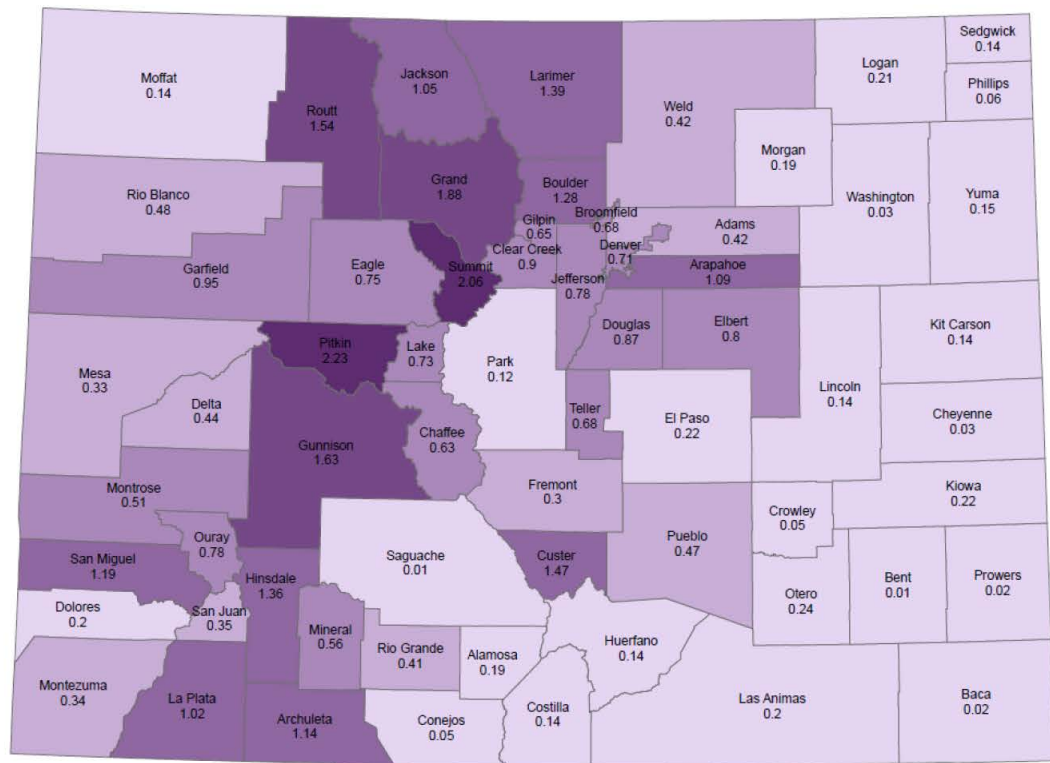 Sedgwick
0.14
Logan
0.21
Moffat
0.14
Jackson
1.05
Larimer
1.39
Phillips
0.06
Routt
1.54
Weld
0.42
Morgan
0.19
Grand
1.88
Boulder
1.28
Rio Blanco
0.48
Washington
0.03
Yuma
0.15
Gilpin
0.65
Broomfield
0.68
Adams
0.42
Clear Creek
0.9
Denver
0.71
Eagle
0.75
Summit
2.06
Garfield
0.95
Jefferson
0.78
Arapahoe
1.09
Kit Carson
0.14
Douglas
0.87
Elbert
0.8
Pitkin
2.23
Lake
0.73
Park
0.12
Mesa
0.33
Lincoln
0.14
Delta
0.44
Teller
0.68
El Paso
0.22
Cheyenne
0.03
Chaffee
0.63
Gunnison
1.63
Fremont
0.3
Kiowa
0.22
Montrose
0.51
Crowley
0.05
Ouray
0.78
Pueblo
0.47
San Miguel
1.19
Saguache
0.01
Custer
1.47
Hinsdale
1.36
Bent
0.01
Prowers
0.02
Otero
0.24
Dolores
0.2
San Juan
0.35
Mineral
0.56
Huerfano
0.14
Rio Grande
0.41
Alamosa
0.19
Montezuma
0.34
La Plata
1.02
Las Animas
0.2
Baca
0.02
Costilla
0.14
Archuleta
1.14
Conejos
0.05